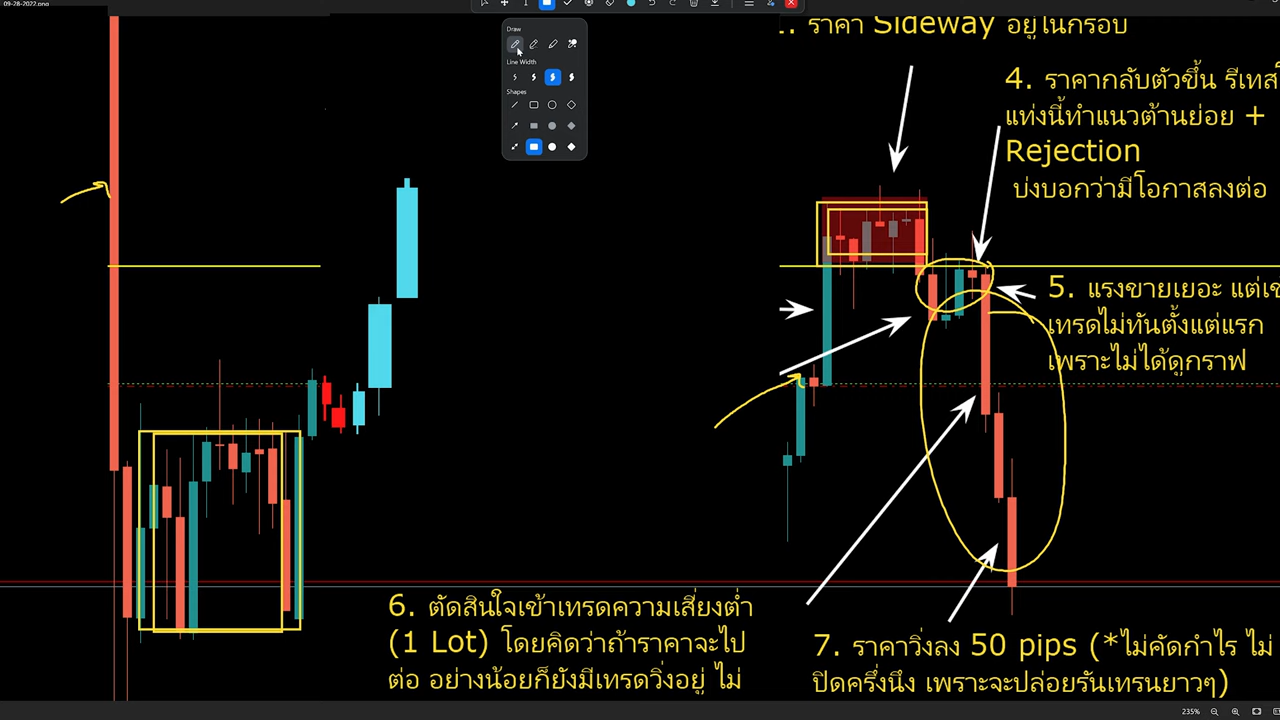 09-28-2022.png
Draw
Line Width
Shapes
ราคา Sideway อยู่ในกรอบ
4. ราคากลับตัวขึ้น รีเทส
แท่งนี้ทำแนวต้านย่อย +
Rejection
บ่งบอกว่ามีโอกาสลงต่อ
5. แรงขายเยอะ แต่
เทรดไม่ทันตั้งแต่แรก
เพราะไม่ได้ดูกราฟ
6. ตัดสินใจเข้าเทรดความเสี่ยงต่ำ
(1 Lot) โดยคิดว่าถ้าราคาจะไป
ต่อ อย่างน้อยก็ยังมีเทรดวิ่งอยู่ ไม่
7. ราคาวิ่งลง 50 pips (*ไม่คัดกำไร ไม่
ปิดครึ่งนึง เพราะจะปล่อยรันเทรนยาวๆ)
235%